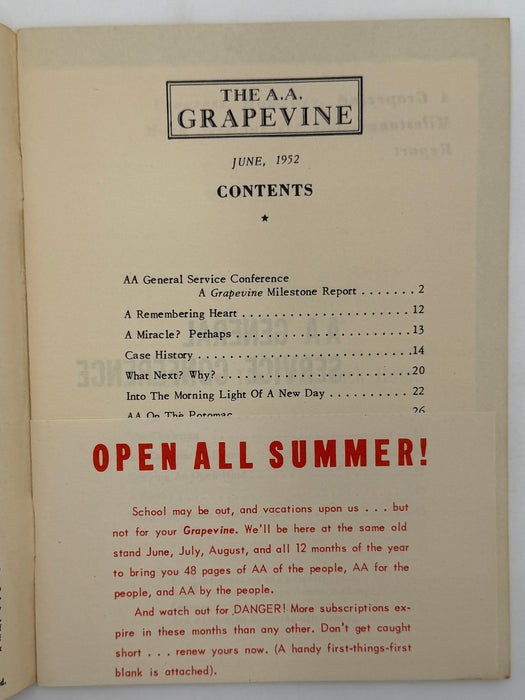 THE A.A.
GRAPEVINE
JUNE, 1952
CONTENTS
★
AA General Service Conference
A Grapevine Milestone Report . . . . . . . 2
A Remembering Heart . . . . . . . . . . . . . . . . . . . . 12
A Miracle? Perhaps . . . . . . . . . . . . . . . . . . . . . 13
Case History . . . . . . . . . . . . . . . . . . . . . . . . . . 14
What Next? Why? . . . . . . . . . . . . . . . . . . . . . . . 20
Into The Morning Light Of A New Day . . . . . . . . . . 22
AA On The Potomac 26
OPEN ALL SUMMER!
School may be out, and vacations upon us . . . but
not for your Grapevine. We'll be here at the same old
stand June, July, August, and all 12 months of the year
to bring you 48 pages of AA of the people, AA for the
people, and AA by the people.
And watch out for DANGER! More subscriptions ex-
pire in these months than any other. Don't get caught
short . . . renew yours now. (A handy first-things-first
blank is attached).